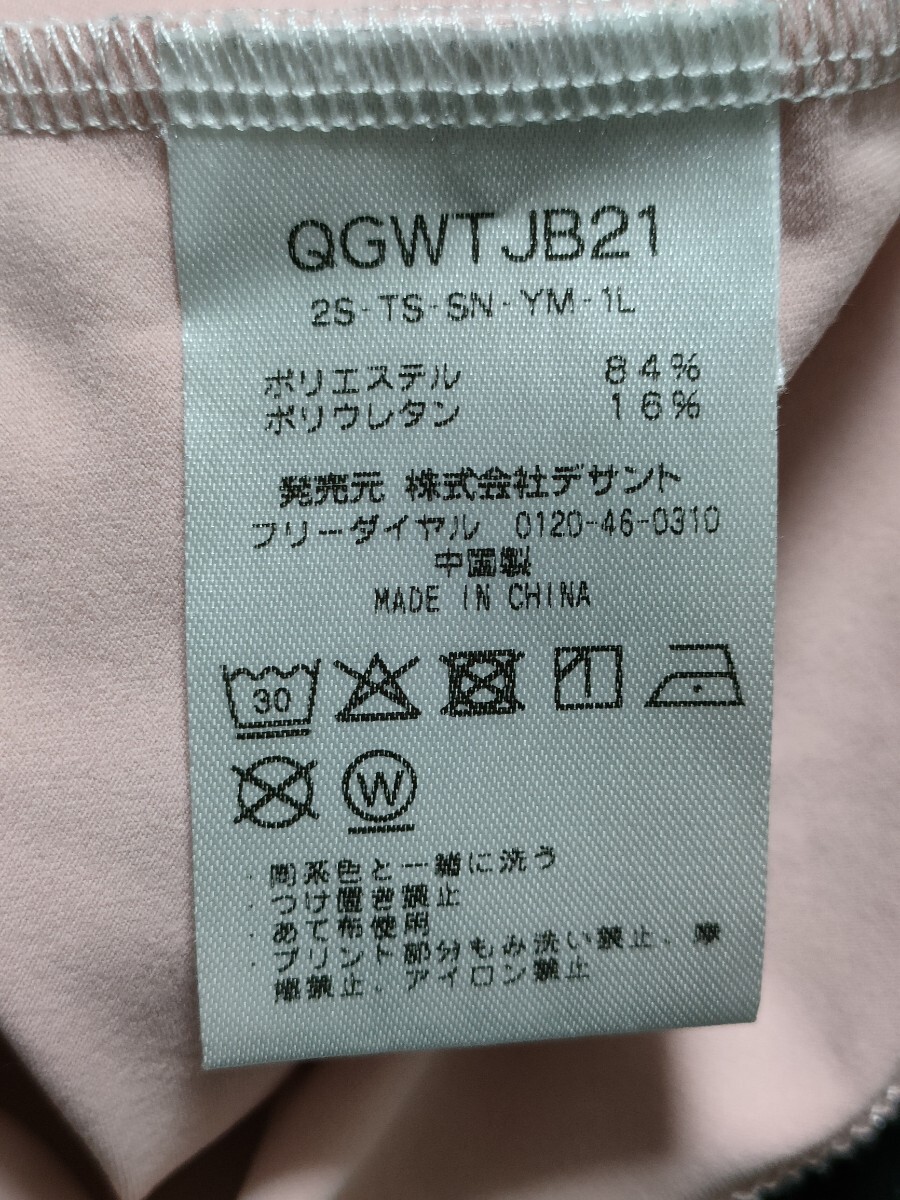 QGWTJB21
2S-TS-SN-YM-1L
ポリエステル 84%
ポリウレタン 16%
発売元 株式会社デサント
フリーダイヤル 0120-46-0310
中国製
MADE IN CHINA
30
W
・同系色と一緒に洗う
・つけ置き禁止
・あて布使用
・プリント部分もみ洗い禁止、摩
擦禁止、アイロン禁止